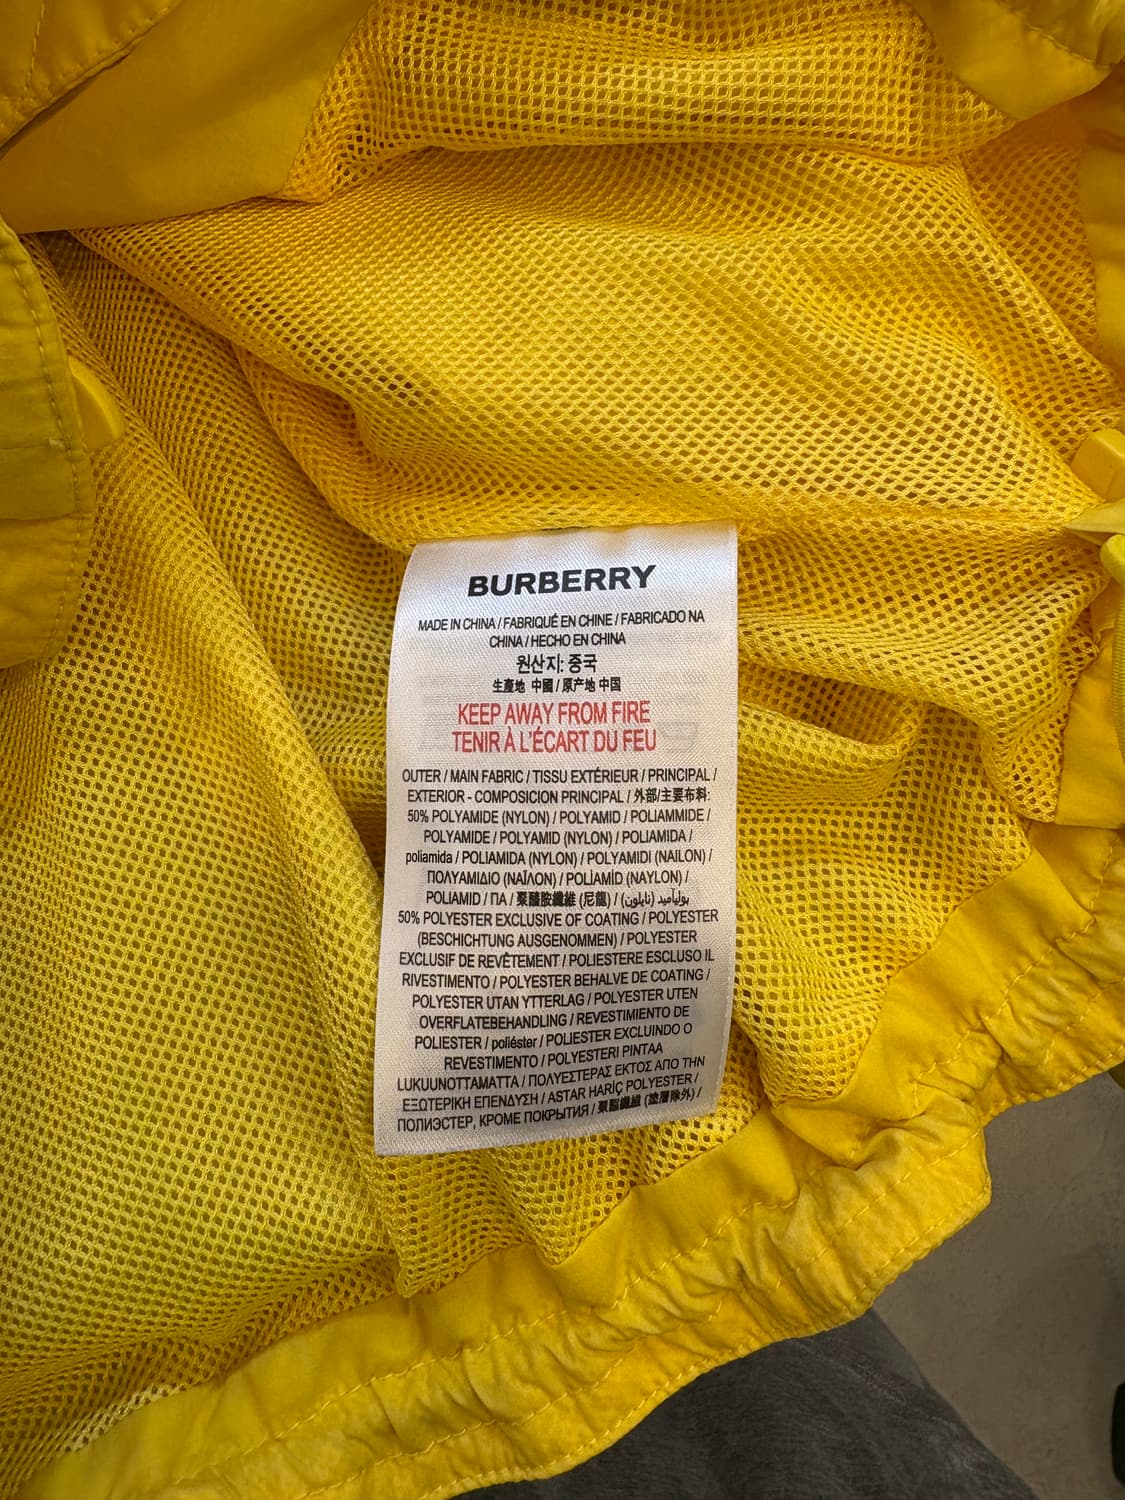 BURBERRY
MADE IN CHINA / FABRIQUÉ EN CHINE / FABRICADO NA
CHINA / HECHO EN CHINA
원산지: 중국
生產地 中國 / 原产地 中国
KEEP AWAY FROM FIRE
TENIR À L'ÉCART DU FEU
OUTER / MAIN FABRIC / TISSU EXTÉRIEUR / PRINCIPAL /
EXTERIOR - COMPOSICION PRINCIPAL / 外部/主要布料:
50% POLYAMIDE (NYLON) / POLYAMID / POLIAMMIDE /
POLYAMIDE / POLYAMID (NYLON) / POLIAMIDA /
poliamida / POLIAMIDA (NYLON) / POLYAMIDI (NAILON) /
ΠΟΛΥΑΜΙΔΙΟ (ΝΑΪΛΟΝ) / POLİAMİD (NAYLON) /
POLIAMID / ПА / 聚醯胺纖維 (尼龍) / بولياميد (نايلون)
50% POLYESTER EXCLUSIVE OF COATING / POLYESTER
(BESCHICHTUNG AUSGENOMMEN) / POLYESTER
EXCLUSIF DE REVÊTEMENT / POLIESTERE ESCLUSO IL
RIVESTIMENTO / POLYESTER BEHALVE DE COATING /
POLYESTER UTAN YTTERLAG / POLYESTER UTEN
OVERFLATEBEHANDLING / REVESTIMIENTO DE
POLIESTER / poliéster / POLIESTER EXCLUINDO O
REVESTIMENTO / POLYESTERI PINTAA
LUKUUNOTTAMATTA / ΠΟΛΥΕΣΤΕΡΑΣ ΕΚΤΟΣ ΑΠΟ ΤΗΝ
ΕΞΩΤΕΡΙΚΗ ΕΠΕΝΔΥΣΗ / ASTAR HARİÇ POLYESTER /
ПОЛИЭСТЕР, КРОМЕ ПОКРЫТИЯ / 聚酯纖維 (塗層除外) /